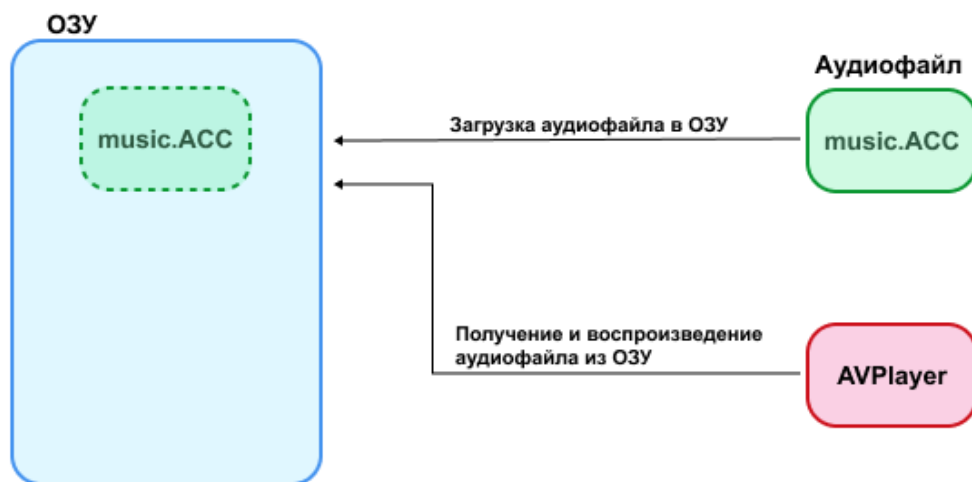 ОЗУ
music.ACC
Загрузка аудиофайла в ОЗУ
Аудиофайл
music.ACC
Получение и воспроизведение
аудиофайла из ОЗУ
AVPlayer